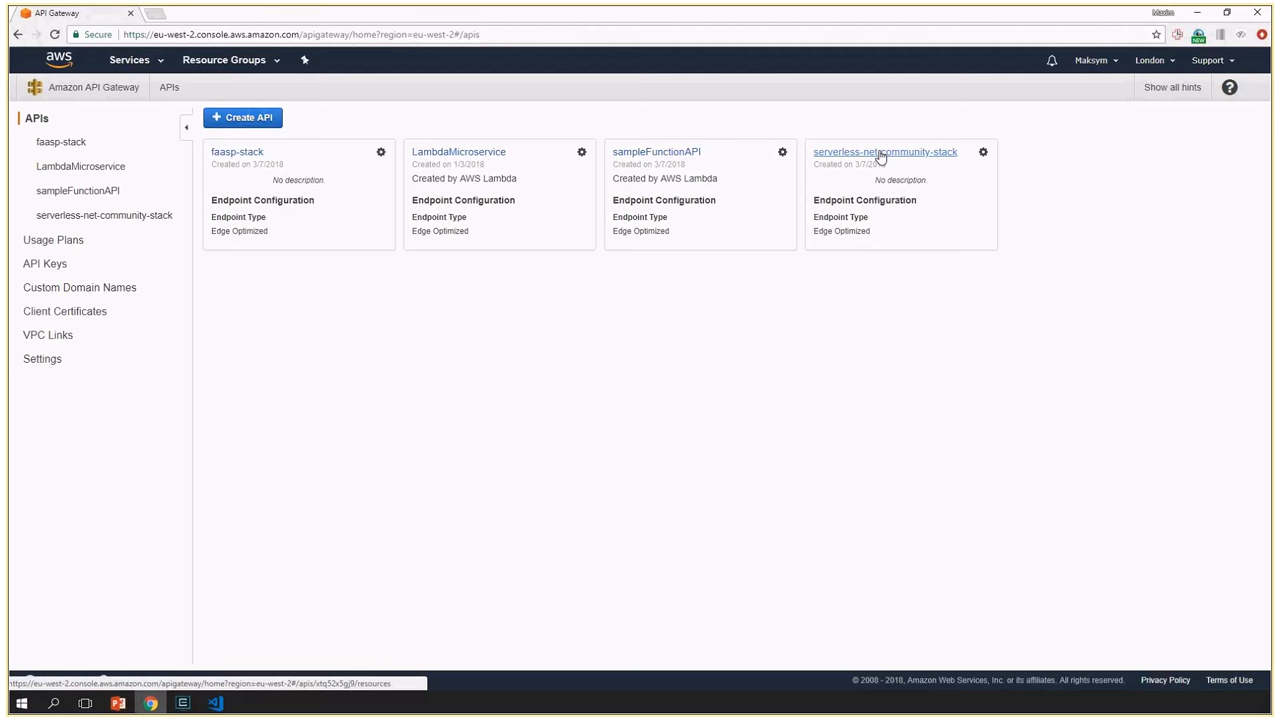 API Gateway
Maxim
Secure
https://eu-west-2.console.aws.amazon.com/apigateway/home?region=eu-west-2#/apis
NEW
aws
Services
Resource Groups
Maksym
London
Support
Amazon API Gateway
APIs
Show all hints
?
APIs
faasp-stack
LambdaMicroservice
sampleFunctionAPI
serverless-net-community-stack
Usage Plans
API Keys
Custom Domain Names
Client Certificates
VPC Links
Settings
+ Create API
faasp-stack
Created on 3/7/2018
No description.
Endpoint Configuration
Endpoint Type
Edge Optimized
LambdaMicroservice
Created on 1/3/2018
Created by AWS Lambda
Endpoint Configuration
Endpoint Type
Edge Optimized
sampleFunctionAPI
Created on 3/7/2018
Created by AWS Lambda
Endpoint Configuration
Endpoint Type
Edge Optimized
serverless-net-community-stack
Created on 3/7/20
No description.
Endpoint Configuration
Endpoint Type
Edge Optimized
https://eu-west-2.console.aws.amazon.com/apigateway/home?region=eu-west-2#/apis/xtq52x5gj9/resources
© 2008 - 2018, Amazon Web Services, Inc. or its affiliates. All rights reserved.
Privacy Policy
Terms of Use